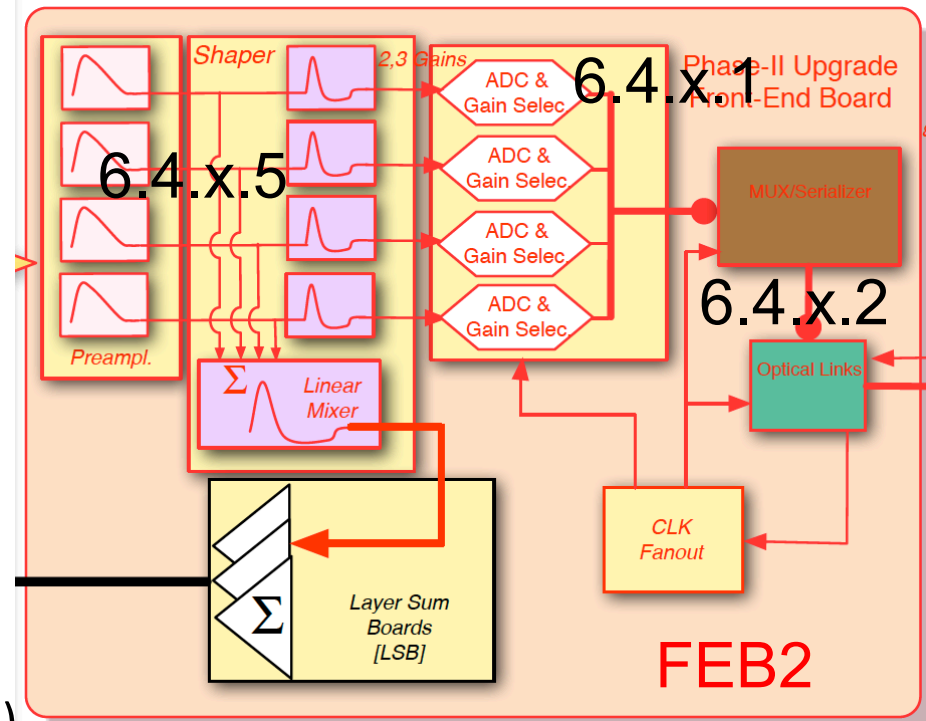 Shaper
2,3 Gains
6.4.x.1
Phase-II Upgrade
Front-End Board
ADC &
Gain Selec.
ADC &
Gain Selec.
ADC &
Gain Selec.
ADC &
Gain Selec.
6.4.x.5
MUX/Serializer
6.4.x.2
Preampl.
Σ
Linear
Mixer
Optical Links
CLK
Fanout
Σ
Layer Sum
Boards
[LSB]
FEB2
)